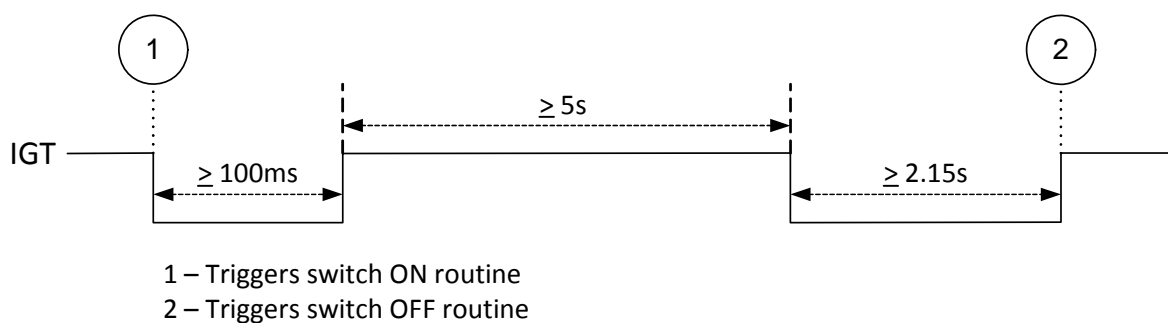 1
2
≥ 5s
IGT
≥ 100ms
≥ 2.15s
1 – Triggers switch ON routine
2 – Triggers switch OFF routine